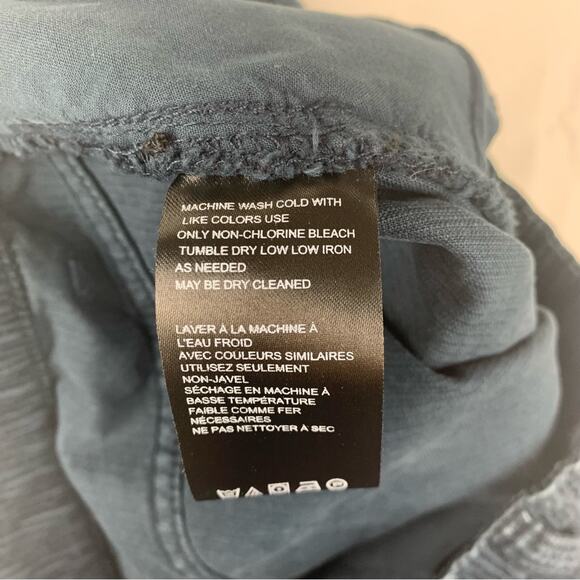 MACHINE WASH COLD WITH
LIKE COLORS USE
ONLY NON-CHLORINE BLEACH
TUMBLE DRY LOW LOW IRON
AS NEEDED
MAY BE DRY CLEANED
LAVER À LA MACHINE À
L'EAU FROID
AVEC COULEURS SIMILAIRES
UTILISEZ SEULEMENT
NON-JAVEL
SÉCHAGE EN MACHINE À
BASSE TEMPÉRATURE
FAIBLE COMME FER
NÉCESSAIRES
NE PAS NETTOYER À SEC